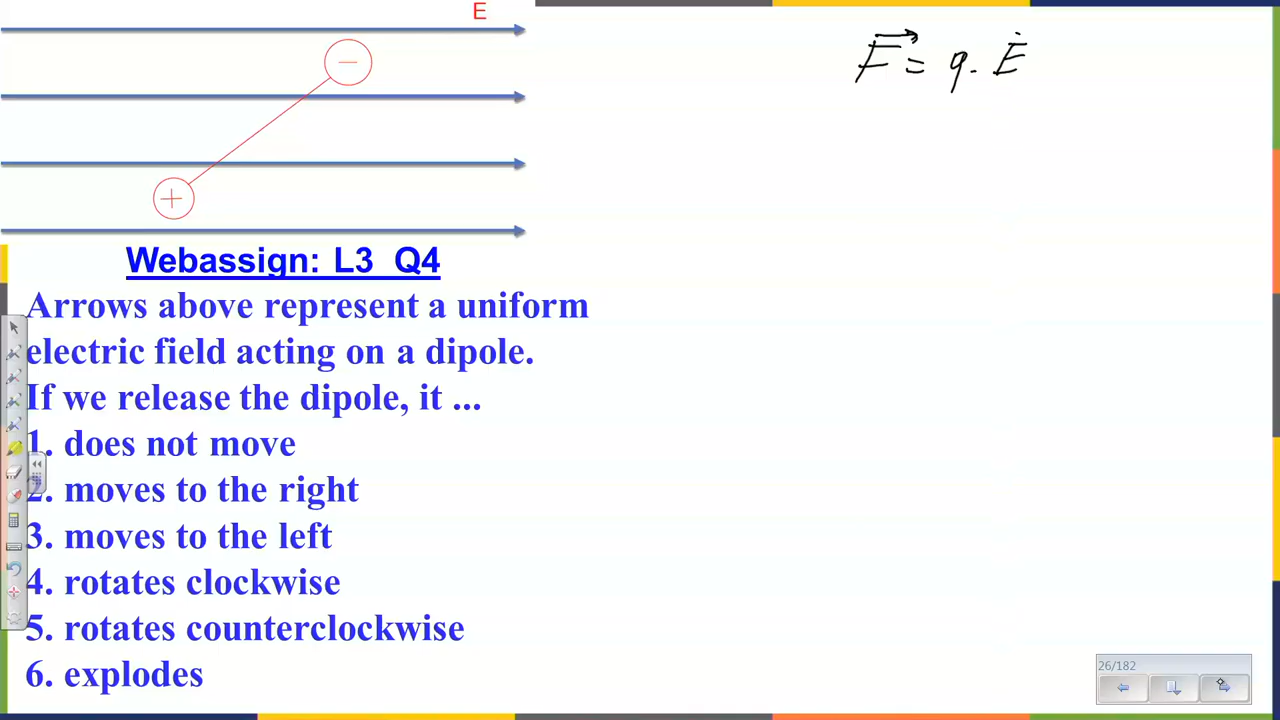 E
F = q. E
−
+
Webassign: L3 Q4
Arrows above represent a uniform
electric field acting on a dipole.
If we release the dipole, it ...
1. does not move
2. moves to the right
3. moves to the left
4. rotates clockwise
5. rotates counterclockwise
6. explodes
26/182